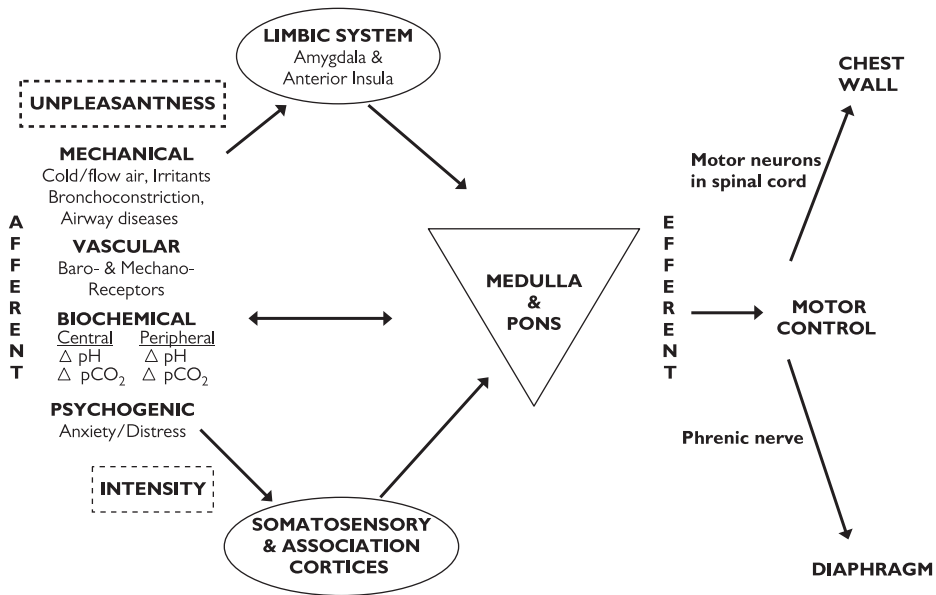 LIMBIC SYSTEM
Amygdala &
Anterior Insula
UNPLEASANTNESS
MECHANICAL
Cold/flow air, Irritants
Bronchoconstriction,
Airway diseases
VASCULAR
Baro- & Mechano-
Receptors
BIOCHEMICAL
Central Peripheral
△ pH △ pH
△ pCO₂ △ pCO₂
PSYCHOGENIC
Anxiety/Distress
INTENSITY
SOMATOSENSORY
& ASSOCIATION
CORTICES
AFFERENT
MEDULLA
&
PONS
EFFERENT
CHEST
WALL
Motor neurons
in spinal cord
MOTOR
CONTROL
Phrenic nerve
DIAPHRAGM